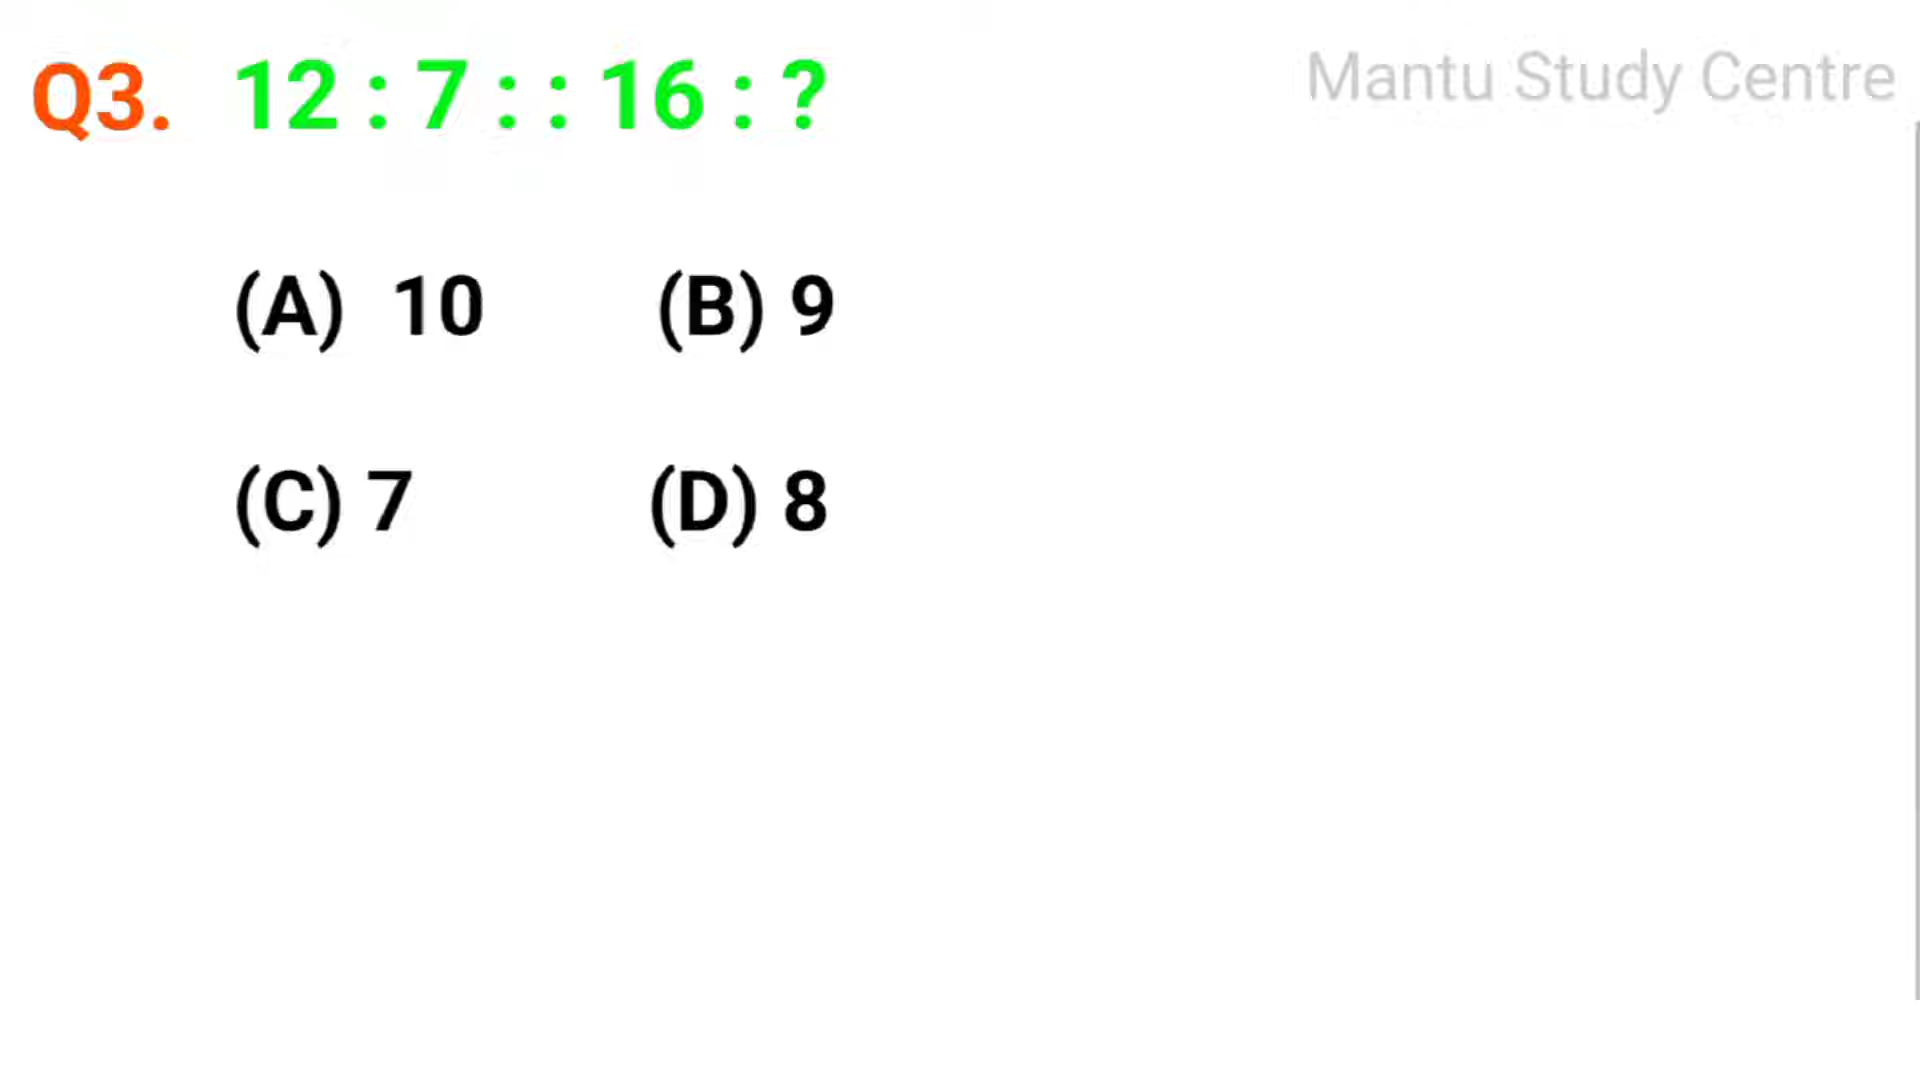 Q3. 12 : 7 : : 16 : ?
Mantu Study Centre
(A) 10 (B) 9
(C) 7 (D) 8